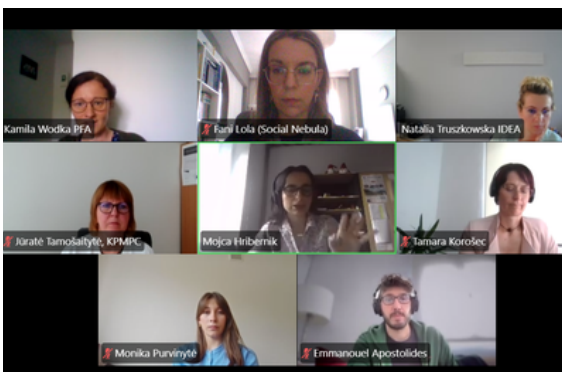 Kamila Wodka PFA
Fani Lola (Social Nebula)
Natalia Truszkowska IDEA
Jūratė Tamošaitytė, KPMPC
Mojca Hribernik
Tamara Korošec
Monika Purvinytė
Emmanouel Apostolides